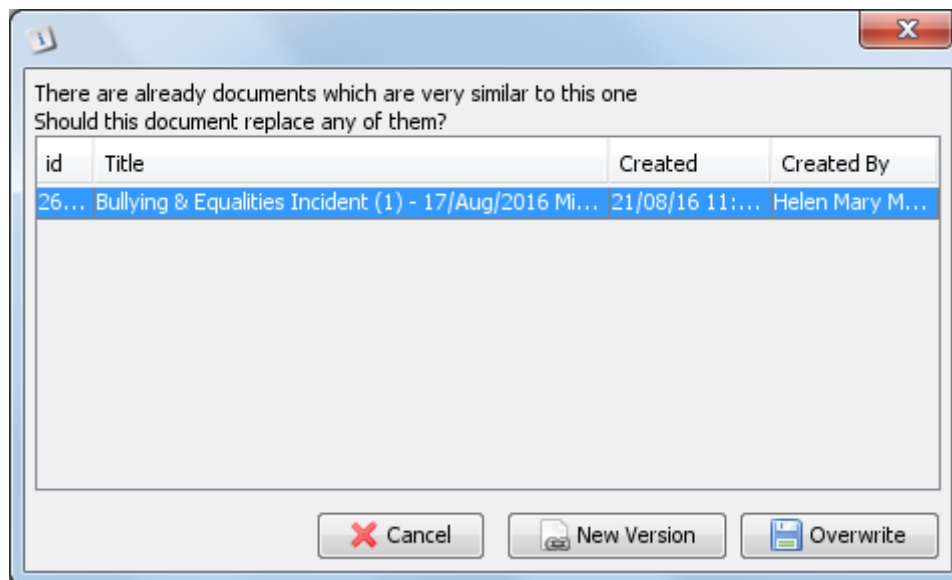 There are already documents which are very similar to this one
Should this document replace any of them?
id Title Created Created By
26... Bullying & Equalities Incident (1) - 17/Aug/2016 Mi... 21/08/16 11:... Helen Mary M...
Cancel New Version Overwrite